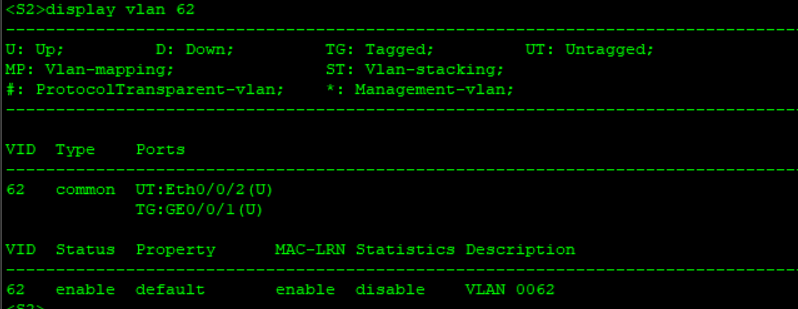 <S2>display vlan 62
--------------------------------------------------------------------------------
U: Up;         D: Down;         TG: Tagged;         UT: Untagged;
MP: Vlan-mapping;               ST: Vlan-stacking;
#: ProtocolTransparent-vlan;    *: Management-vlan;
--------------------------------------------------------------------------------
VID  Type    Ports
--------------------------------------------------------------------------------
62   common  UT:Eth0/0/2(U)
TG:GE0/0/1(U)
VID  Status  Property      MAC-LRN Statistics Description
--------------------------------------------------------------------------------
62   enable  default       enable  disable    VLAN 0062
<S2>